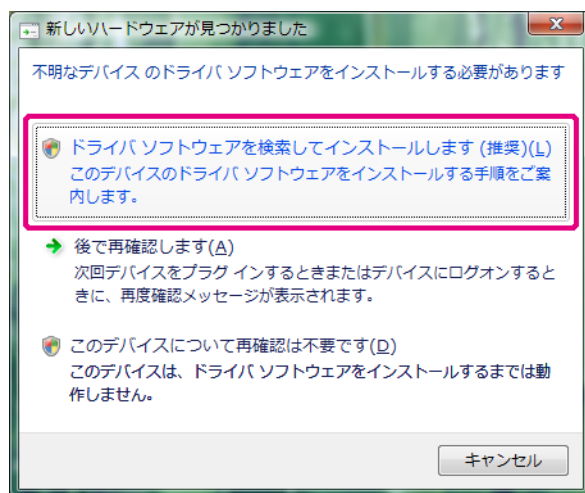 新しいハードウェアが見つかりました
不明なデバイス のドライバ ソフトウェアをインストールする必要があります
ドライバ ソフトウェアを検索してインストールします (推奨)(L)
このデバイスのドライバ ソフトウェアをインストールする手順をご案
内します。
後で再確認します(A)
次回デバイスをプラグ インするときまたはデバイスにログオンすると
きに、再度確認メッセージが表示されます。
このデバイスについて再確認は不要です(D)
このデバイスは、ドライバ ソフトウェアをインストールするまでは動
作しません。
キャンセル